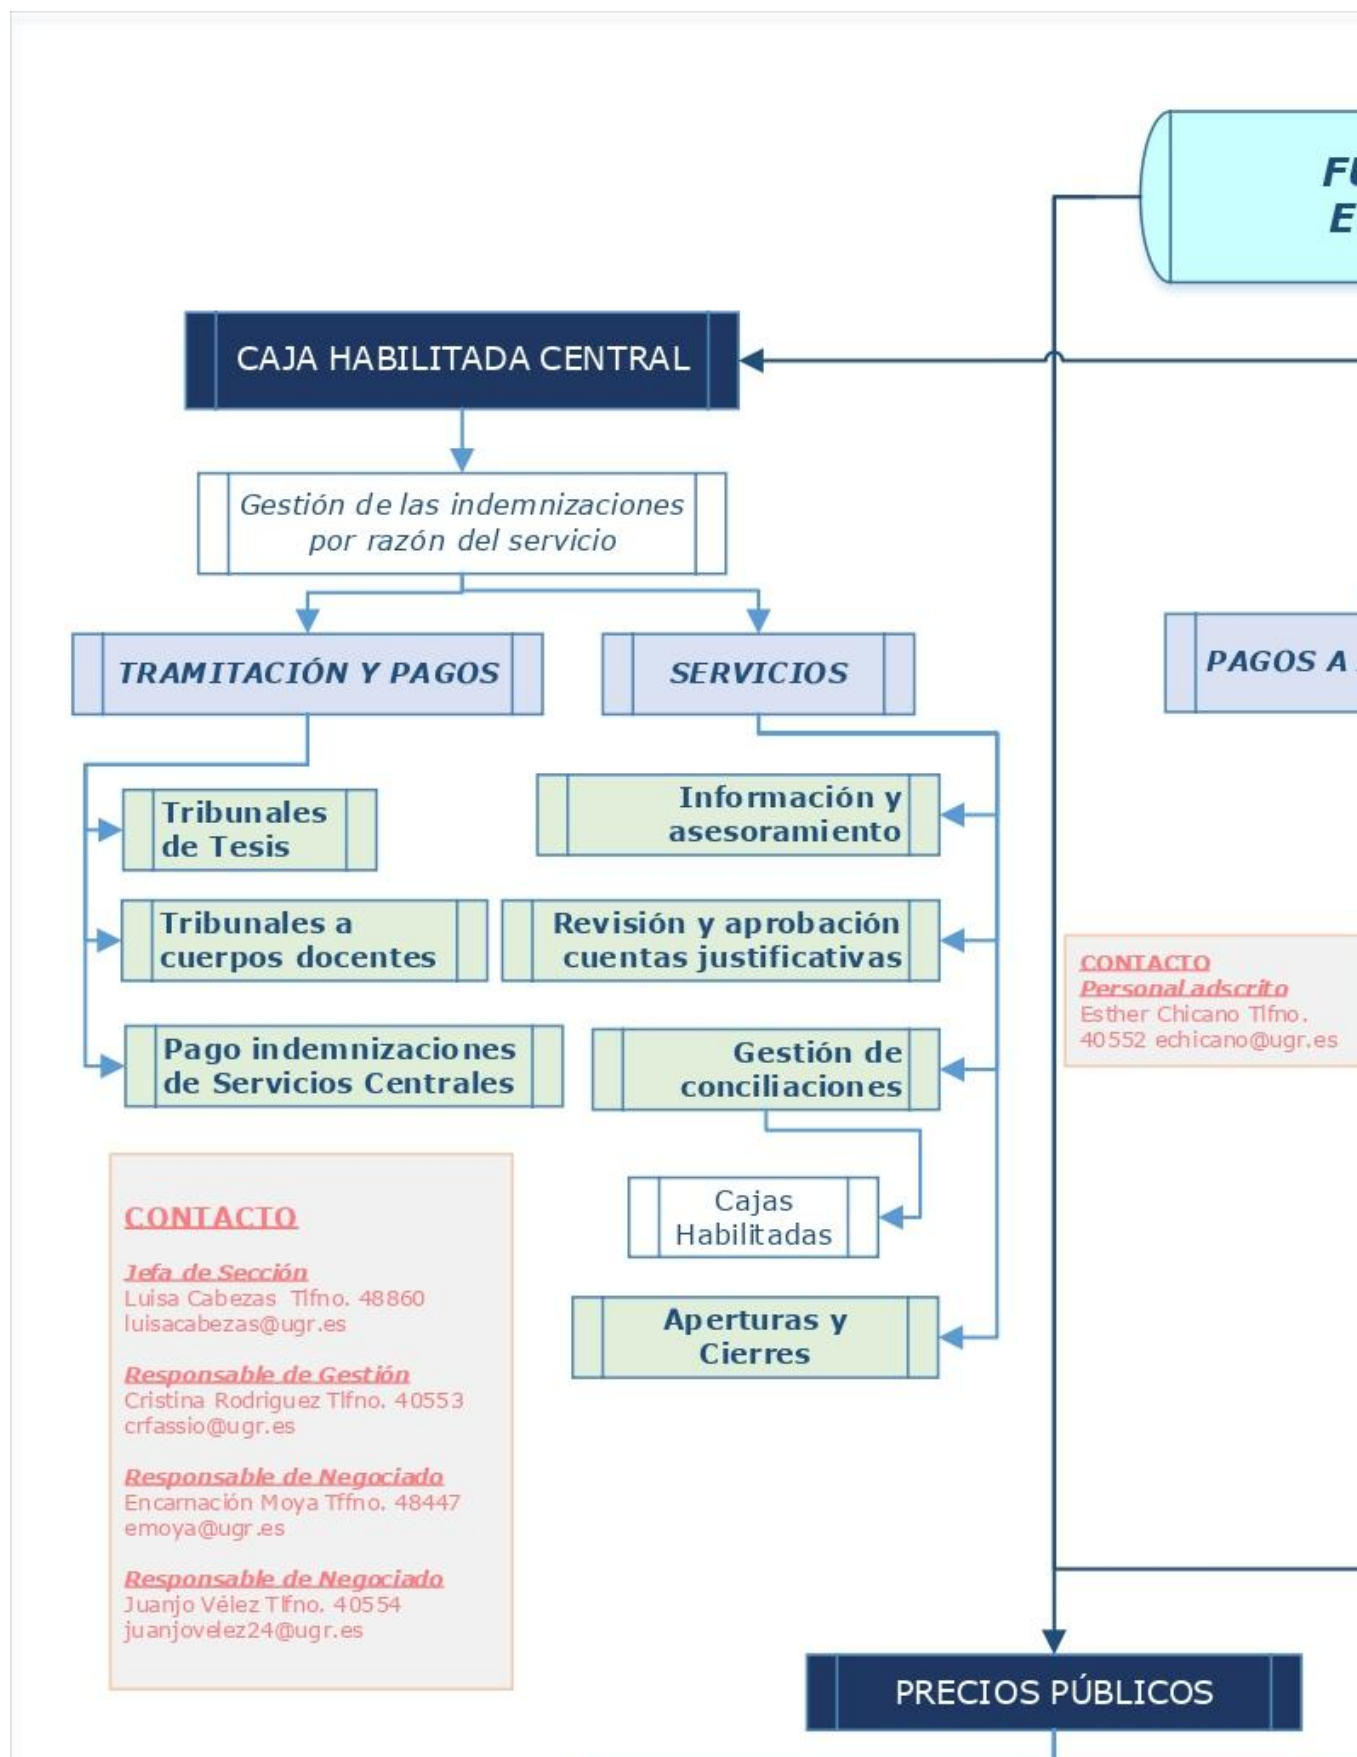 FU
E
CAJA HABILITADA CENTRAL
Gestión de las indemnizaciones
por razón del servicio
TRAMITACIÓN Y PAGOS
SERVICIOS
PAGOS A
Tribunales
de Tesis
Información y
asesoramiento
Tribunales a
cuerpos docentes
Revisión y aprobación
cuentas justificativas
CONTACTO
Personal adscrito
Esther Chicano Tlfno.
40552 echicano@ugr.es
Pago indemnizaciones
de Servicios Centrales
Gestión de
conciliaciones
Cajas
Habilitadas
Aperturas y
Cierres
CONTACTO
Jefa de Sección
Luisa Cabezas Tlfno. 48860
luisacabezas@ugr.es
Responsable de Gestión
Cristina Rodriguez Tlfno. 40553
crfassio@ugr.es
Responsable de Negociado
Encarnación Moya Tffno. 48447
emoya@ugr.es
Responsable de Negociado
Juanjo Vélez Tlfno. 40554
juanjovelez24@ugr.es
PRECIOS PÚBLICOS